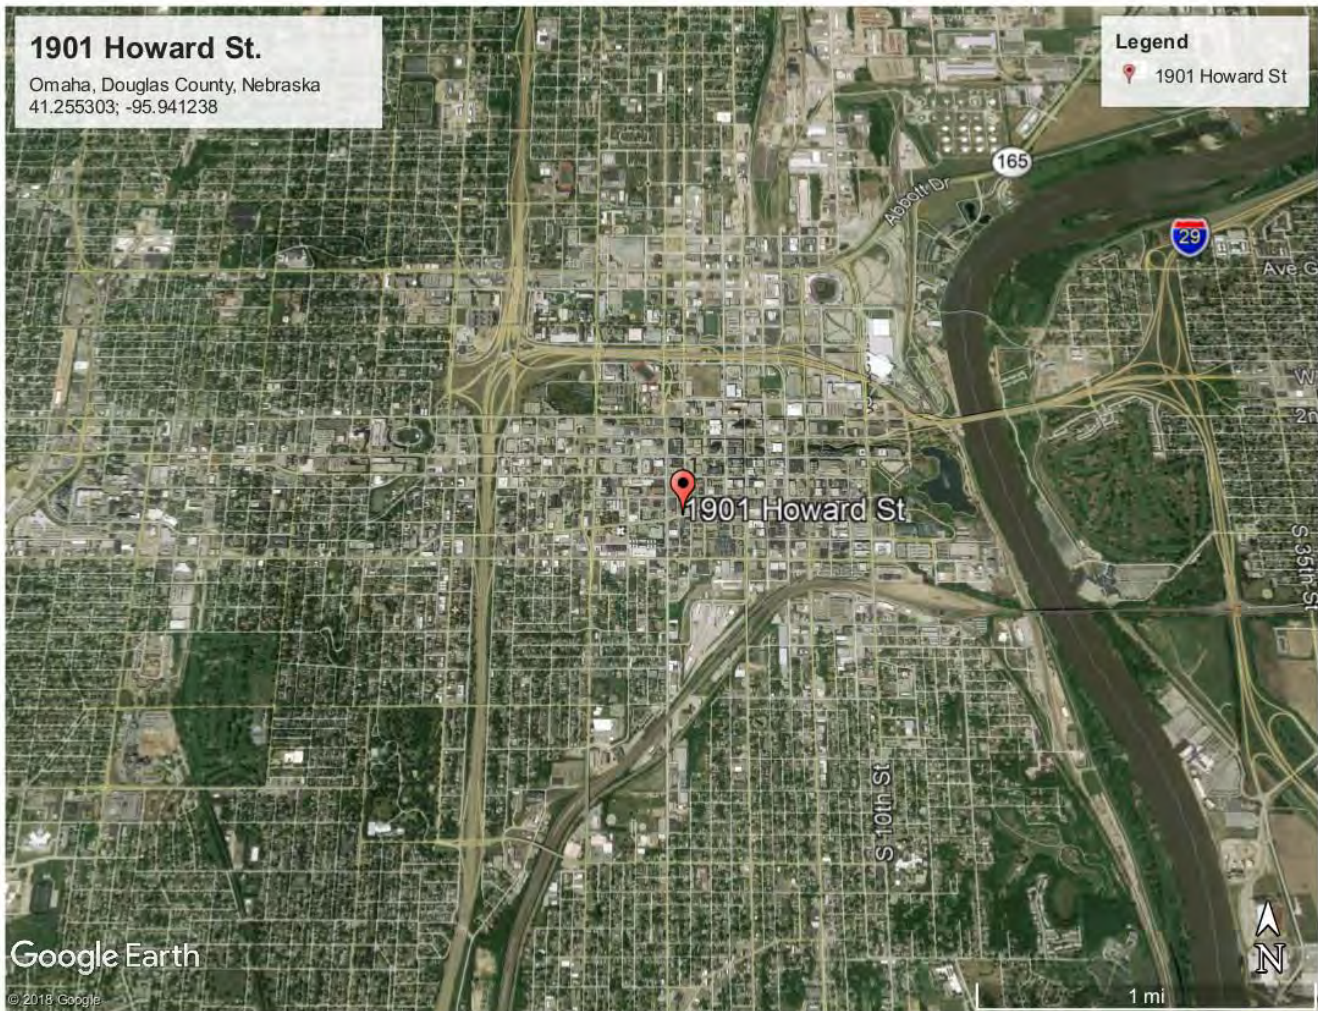 1901 Howard St.
Omaha, Douglas County, Nebraska
41.255303; -95.941238
Legend
1901 Howard St
165
Abbott Dr
29
Ave G
W
2n
1901 Howard St
S 35th St
S 10th St
Google Earth
N
© 2018 Google
1 mi